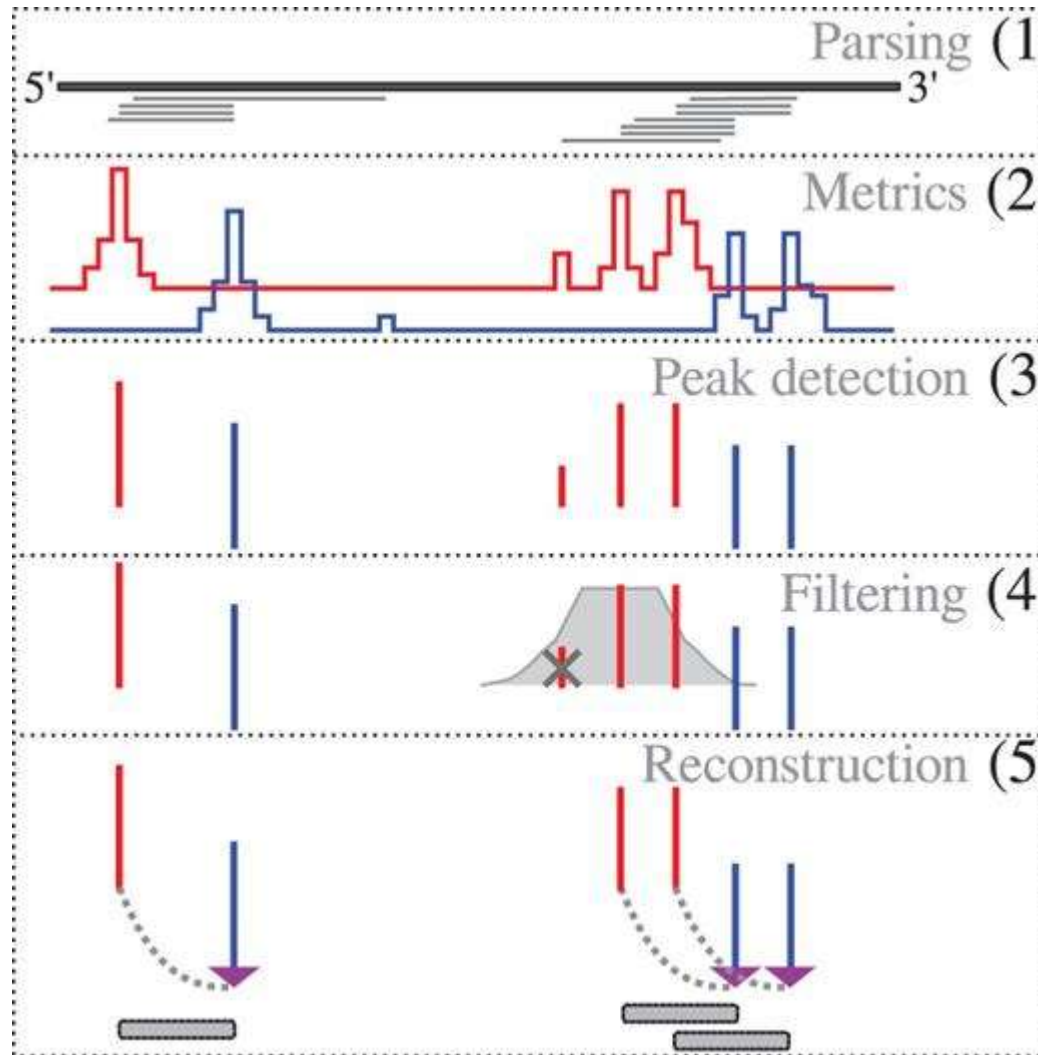 Parsing (1
5' 3'
Metrics (2
Peak detection (3
Filtering (4
Reconstruction (5